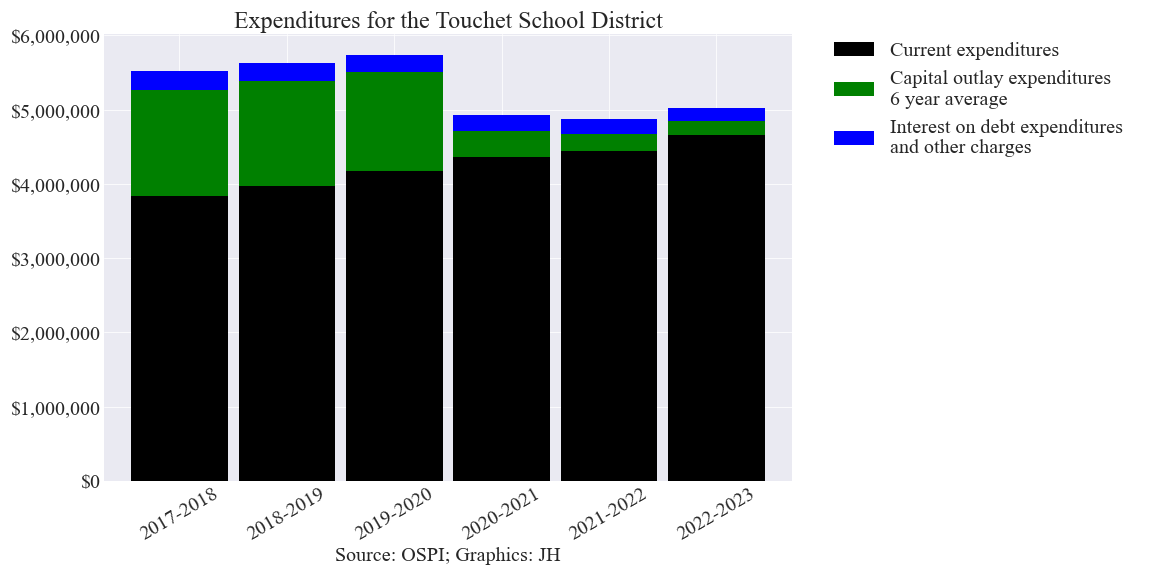 Expenditures for the Touchet School District
$6,000,000
$5,000,000
$4,000,000
$3,000,000
$2,000,000
$1,000,000
$0
2017-2018
2018-2019
2019-2020
2020-2021
2021-2022
2022-2023
Source: OSPI; Graphics: JH
Current expenditures
Capital outlay expenditures
6 year average
Interest on debt expenditures
and other charges